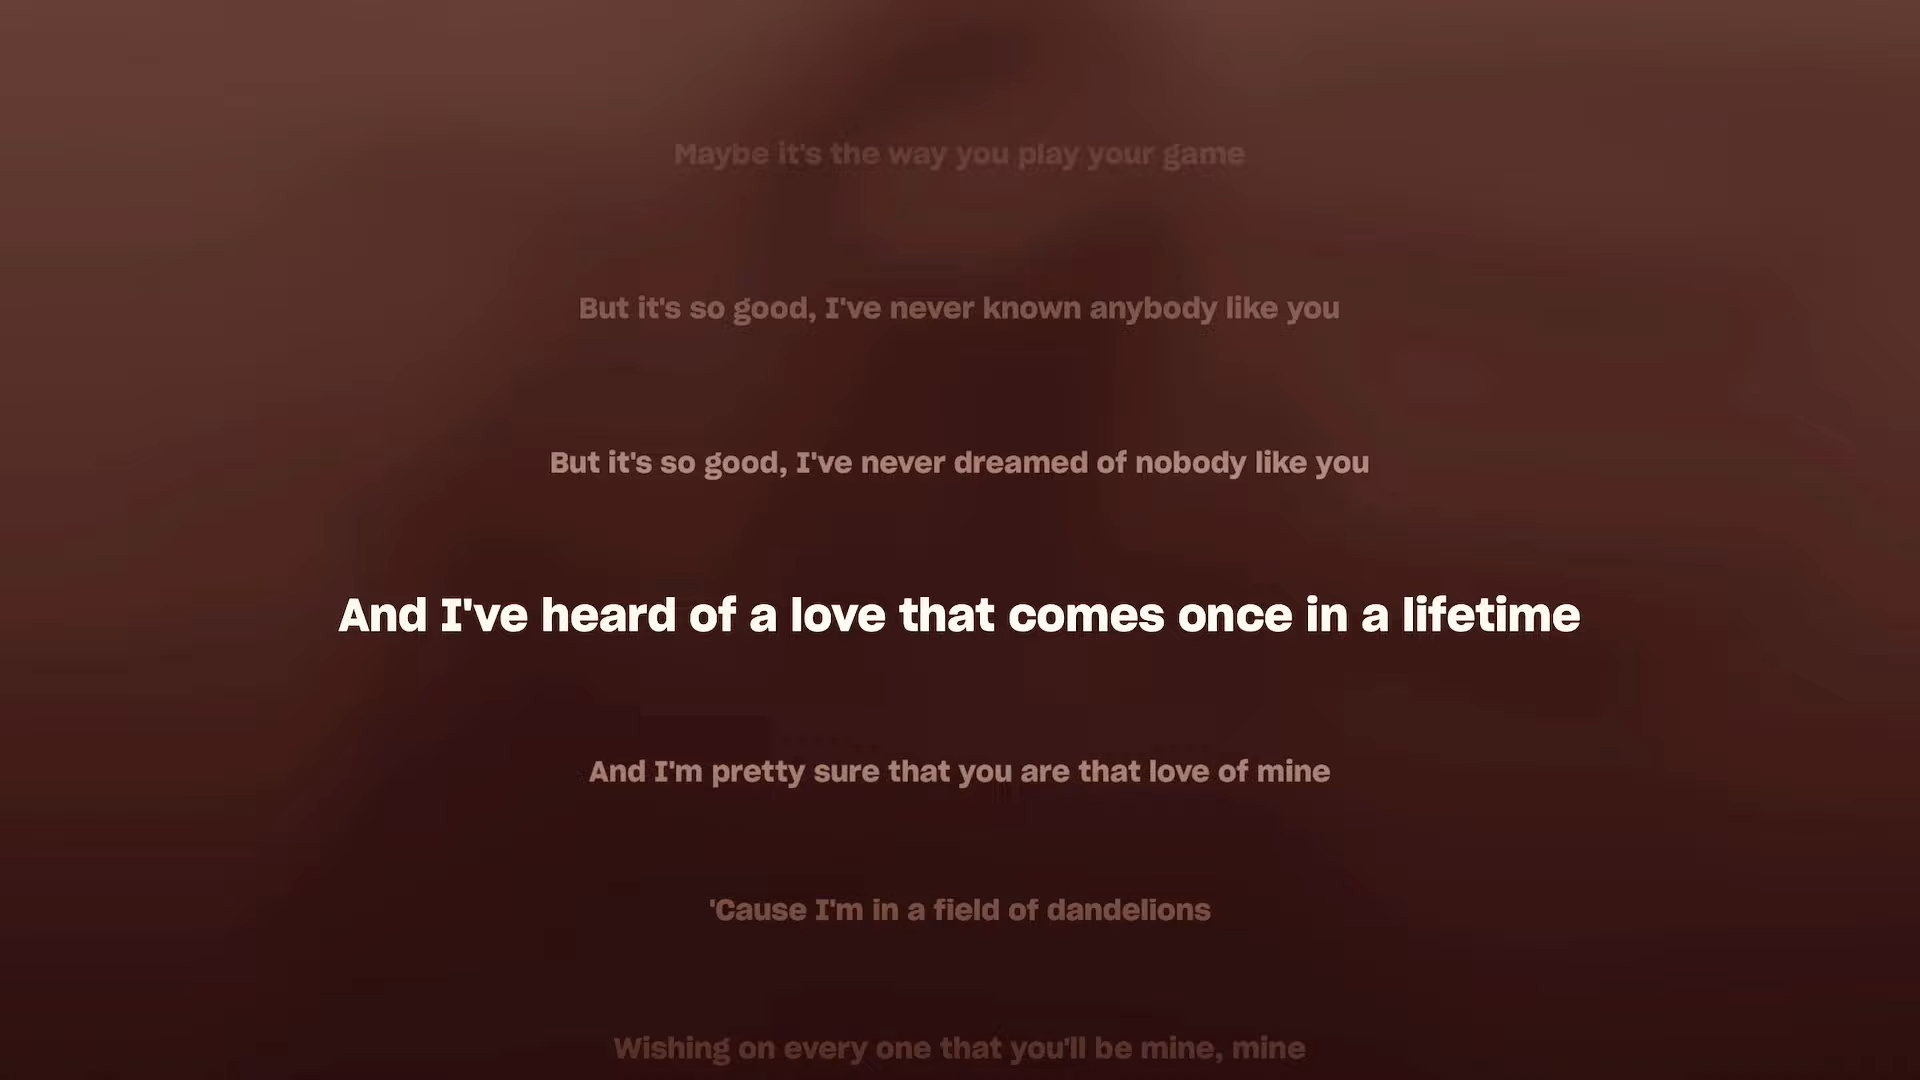 Maybe it's the way you play your game
But it's so good, I've never known anybody like you
But it's so good, I've never dreamed of nobody like you
And I've heard of a love that comes once in a lifetime
And I'm pretty sure that you are that love of mine
'Cause I'm in a field of dandelions
Wishing on every one that you'll be mine, mine